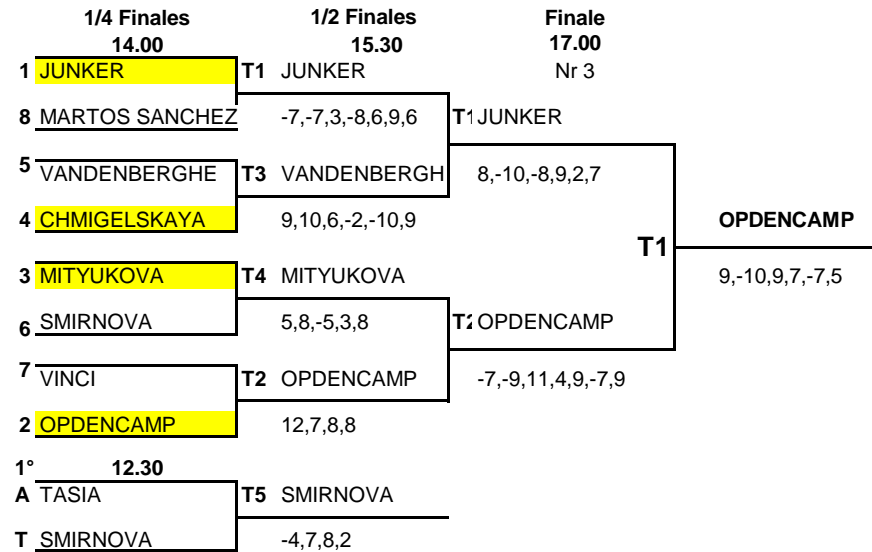 1/4 Finales 1/2 Finales Finale
14.00 15.30 17.00
1 JUNKER T1 JUNKER Nr 3
8 MARTOS SANCHEZ -7,-7,3,-8,6,9,6 T1 JUNKER
5 VANDENBERGHE T3 VANDENBERGH 8,-10,-8,9,2,7
4 CHMIGELSKAYA 9,10,6,-2,-10,9 OPDENCAMP
T1
3 MITYUKOVA T4 MITYUKOVA 9,-10,9,7,-7,5
6 SMIRNOVA 5,8,-5,3,8 T2 OPDENCAMP
7 VINCI T2 OPDENCAMP -7,-9,11,4,9,-7,9
2 OPDENCAMP 12,7,8,8
1° 12.30
A TASIA T5 SMIRNOVA
T SMIRNOVA -4,7,8,2